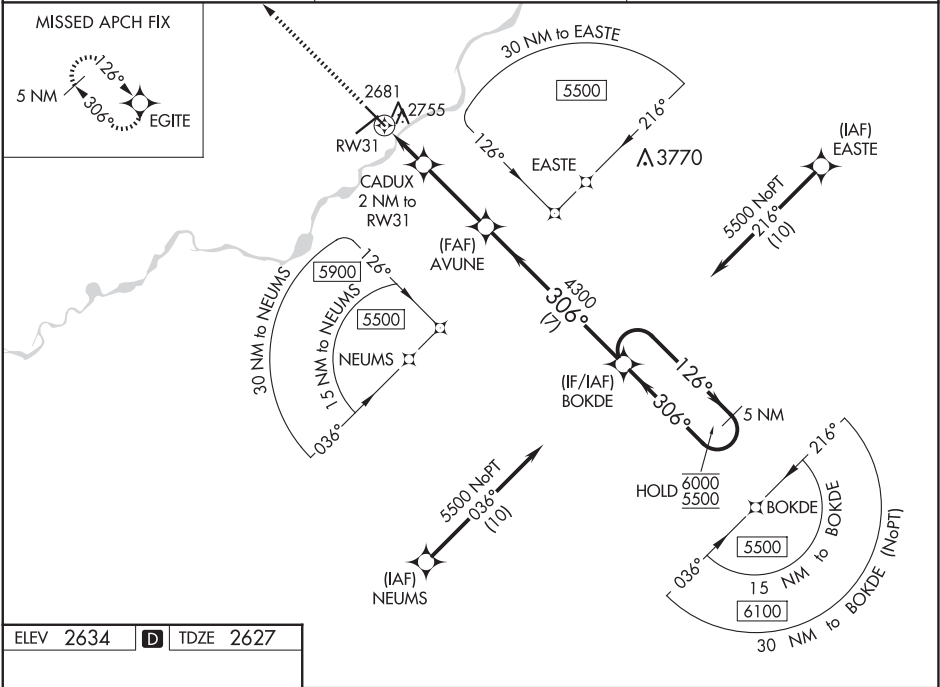 MISSED APCH FIX
126°
5 NM
306°
EGITE
2681
2755
RW31
CADUX
2 NM to
RW31
(FAF)
AVUNE
30 NM to EASTE
5500
126°
216°
EASTE
3770
(IAF)
EASTE
5500 NoPT
216°
(10)
30 NM to NEUMS
5900
126°
15 NM to NEUMS
5500
NEUMS
036°
4300
306°
(7)
(IF/IAF)
BOKDE
126°
306°
5 NM
HOLD 6000
5500
5500 NoPT
036°
(10)
(IAF)
NEUMS
216°
BOKDE
036°
5500
15 NM to BOKDE
6100
30 NM to BOKDE (NoPT)
ELEV 2634 D TDZE 2627